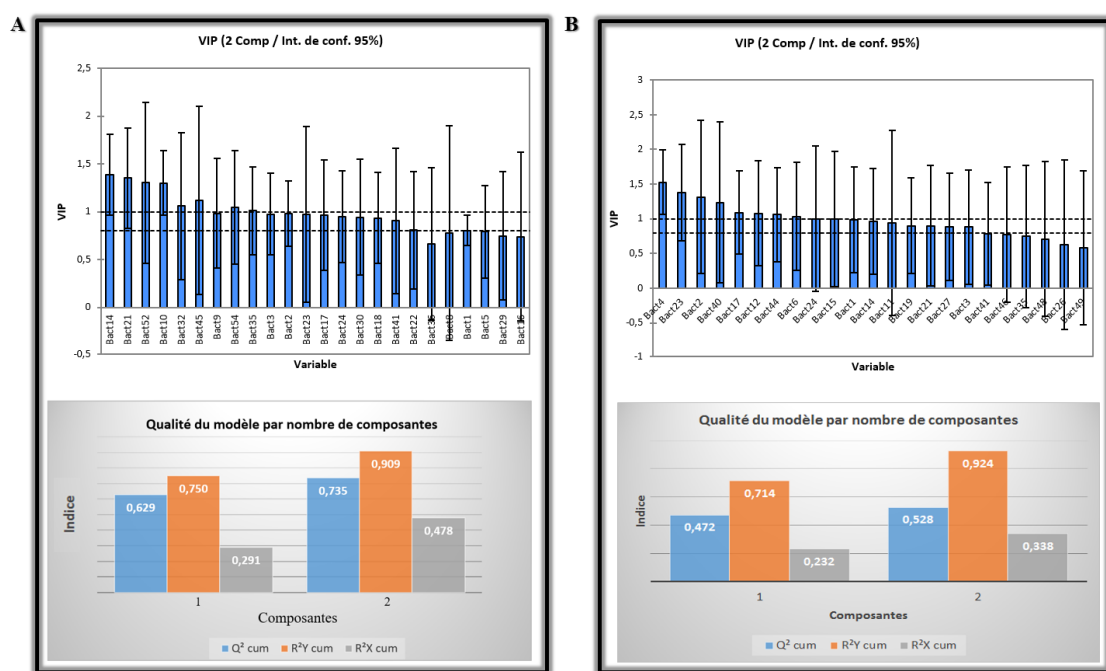 A
VIP (2 Comp / Int. de conf. 95%)
2,5
2
1,5
1
0,5
0
-0,5
VIP
Bact14
Bact21
Bact52
Bact10
Bact32
Bact45
Bact9
Bact54
Bact35
Bact3
Bact2
Bact23
Bact17
Bact24
Bact30
Bact18
Bact41
Bact22
Bact8
Bact1
Bact5
Bact29
Variable
Qualité du modèle par nombre de composantes
Indice
0,629
0,750
0,291
0,735
0,909
0,478
1
2
Composantes
Q² cum
R²Y cum
R²X cum
B
VIP (2 Comp / Int. de conf. 95%)
3
2,5
2
1,5
1
0,5
0
-0,5
-1
VIP
Bact4
Bact23
Bact2
Bact40
Bact17
Bact12
Bact44
Bact6
Bact24
Bact15
Bact1
Bact14
Bact11
Bact19
Bact21
Bact27
Bact3
Bact41
Bact46
Bact35
Bact48
Bact26
Bact49
Variable
Qualité du modèle par nombre de composantes
Indice
0,472
0,714
0,232
0,528
0,924
0,338
1
2
Composantes
Q² cum
R²Y cum
R²X cum